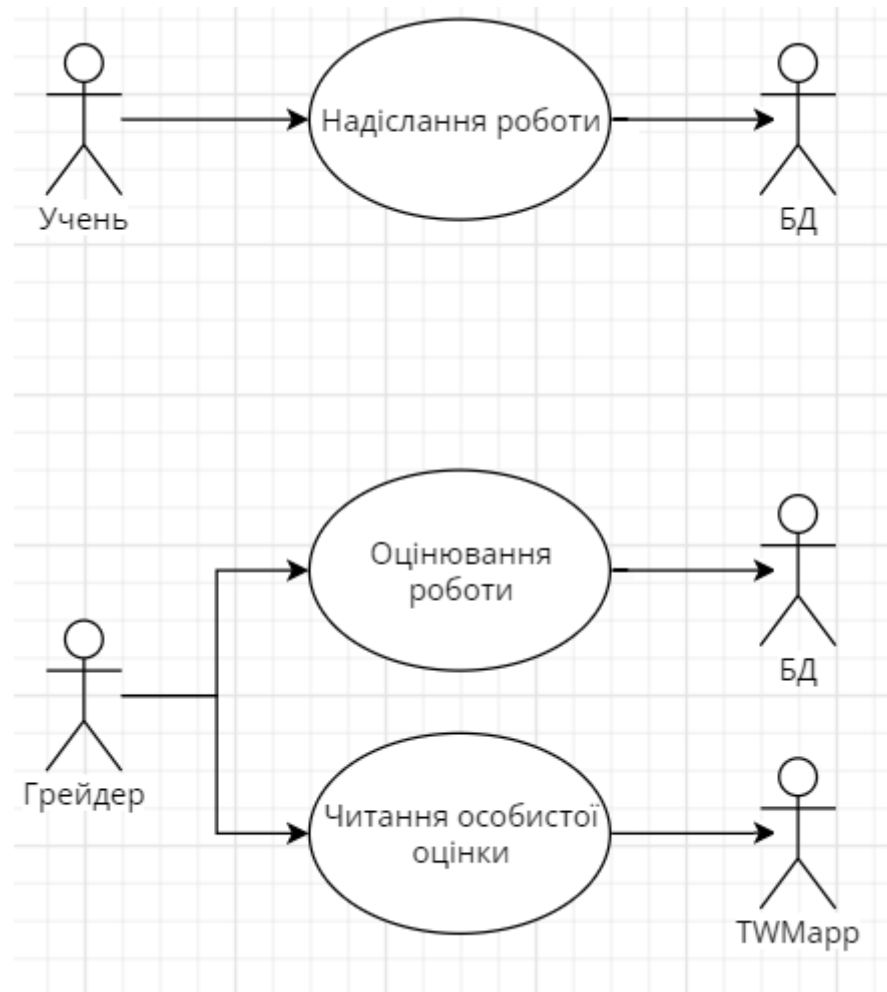 Надіслання роботи
Учень
БД
Оцінювання
роботи
БД
Грейдер
Читання особистої
оцінки
TWMapp